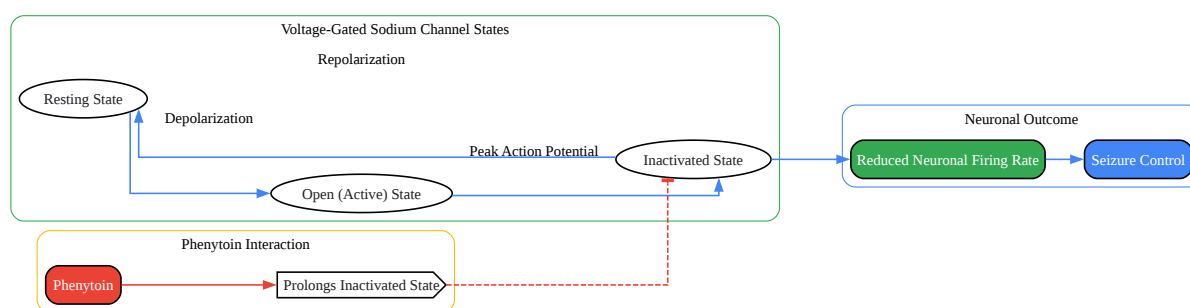 Voltage-Gated Sodium Channel States
Repolarization
Resting State
Depolarization
Peak Action Potential
Inactivated State
Open (Active) State
Neuronal Outcome
Reduced Neuronal Firing Rate
Seizure Control
Phenytoin Interaction
Phenytoin
Prolongs Inactivated State